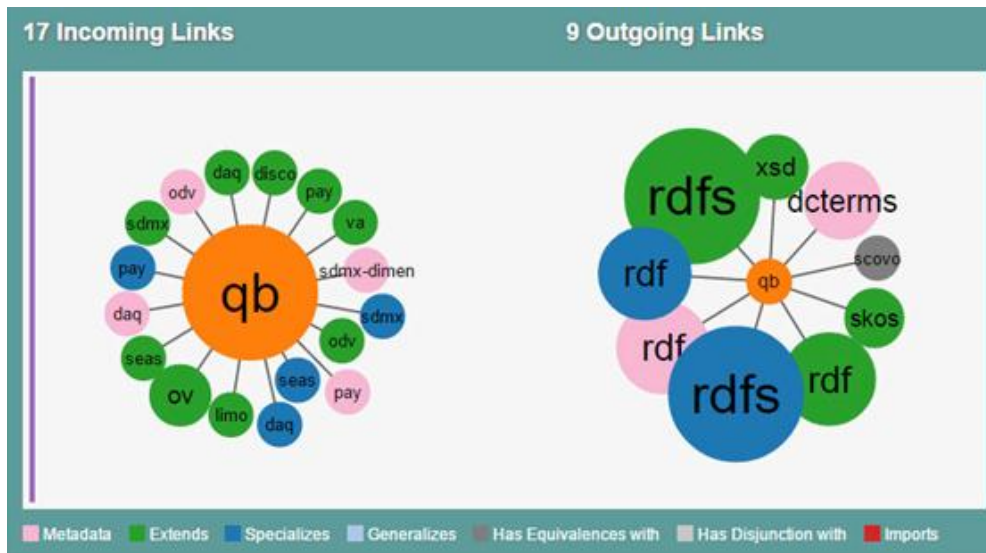 17 Incoming Links
9 Outgoing Links
daq
disco
odv
pay
sdmx
va
pay
sdmx-dimen
qb
daq
sdmx
seas
odv
ov
seas
pay
limo
daq
rdfs
xsd
dcterms
rdf
qb
scovo
rdf
skos
rdfs
rdf
Metadata
Extends
Specializes
Generalizes
Has Equivalences with
Has Disjunction with
Imports